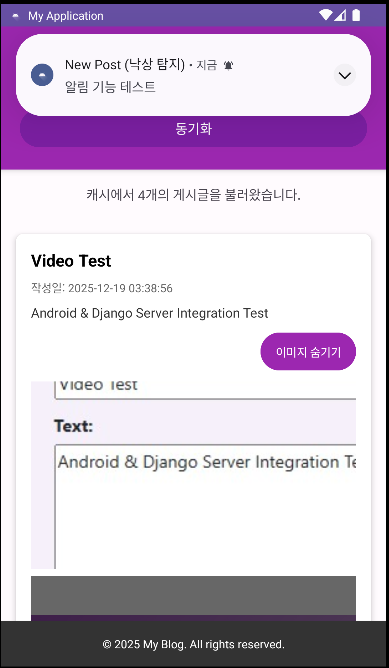 My Application
New Post (낙상 탐지) • 지금
알림 기능 테스트
동기화
캐시에서 4개의 게시글을 불러왔습니다.
Video Test
작성일: 2025-12-19 03:38:56
Android & Django Server Integration Test
이미지 숨기기
Video Test
Text:
Android & Django Server Integration Te
© 2025 My Blog. All rights reserved.